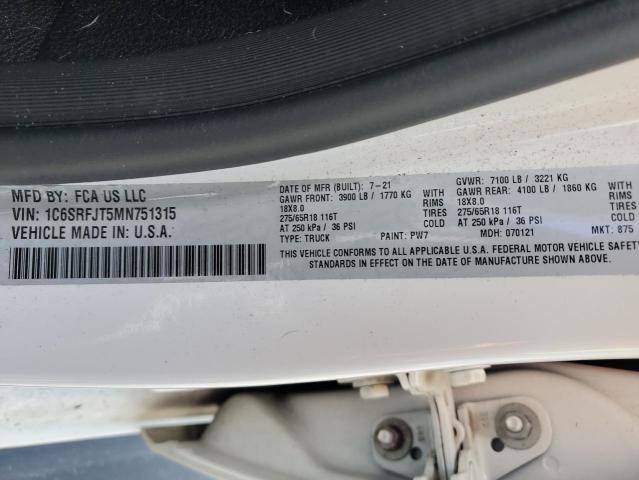 MFD BY: FCA US LLC
VIN: 1C6SRFJT5MN751315
VEHICLE MADE IN: U.S.A.
DATE OF MFR (BUILT): 7-21
GAWR FRONT: 3900 LB / 1770 KG WITH
18X8.0 RIMS
275/65R18 116T AT
AT 250 kPa / 36 PSI COLD
TYPE: TRUCK PAINT: PW7
GVWR: 7100 LB / 3221 KG
GAWR REAR: 4100 LB / 1860 KG WITH
18X8.0 RIMS
275/65R18 116T
AT 250 kPa / 36 PSI COLD
MDH: 070121 MKT: 875
THIS VEHICLE CONFORMS TO ALL APPLICABLE U.S.A. FEDERAL MOTOR VEHICLE SAFETY
STANDARDS IN EFFECT ON THE DATE OF MANUFACTURE SHOWN ABOVE.